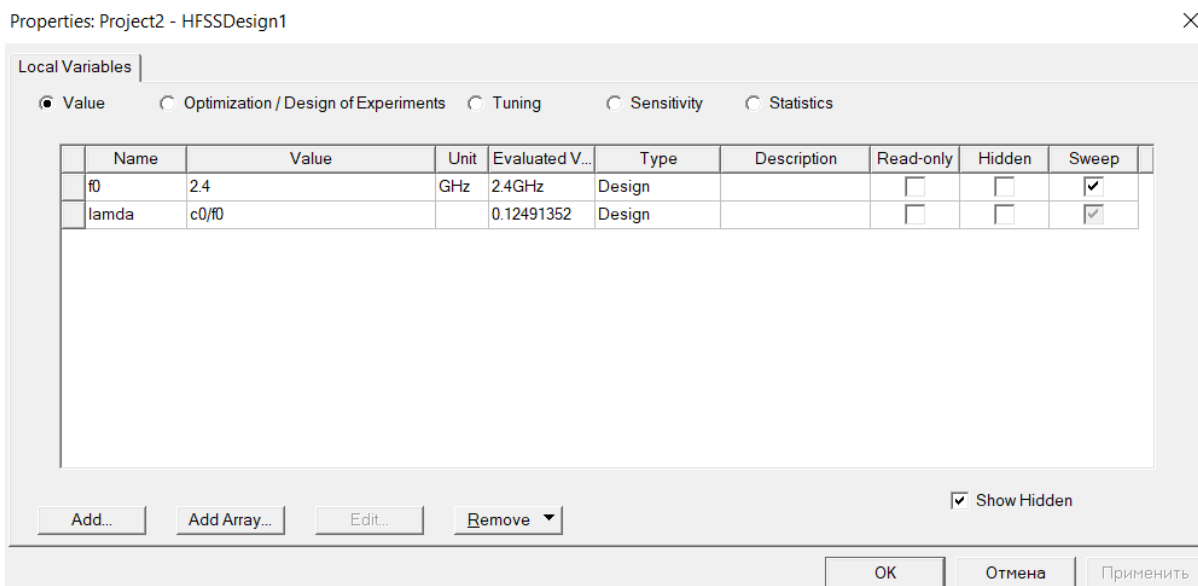 Properties: Project2 - HFSSDesign1
Local Variables
Value Optimization / Design of Experiments Tuning Sensitivity Statistics
Name Value Unit Evaluated V... Type Description Read-only Hidden Sweep
f0 2.4 GHz 2.4GHz Design
lamda c0/f0 0.12491352 Design
Show Hidden
Add... Add Array... Edit... Remove
OK Отмена Применить